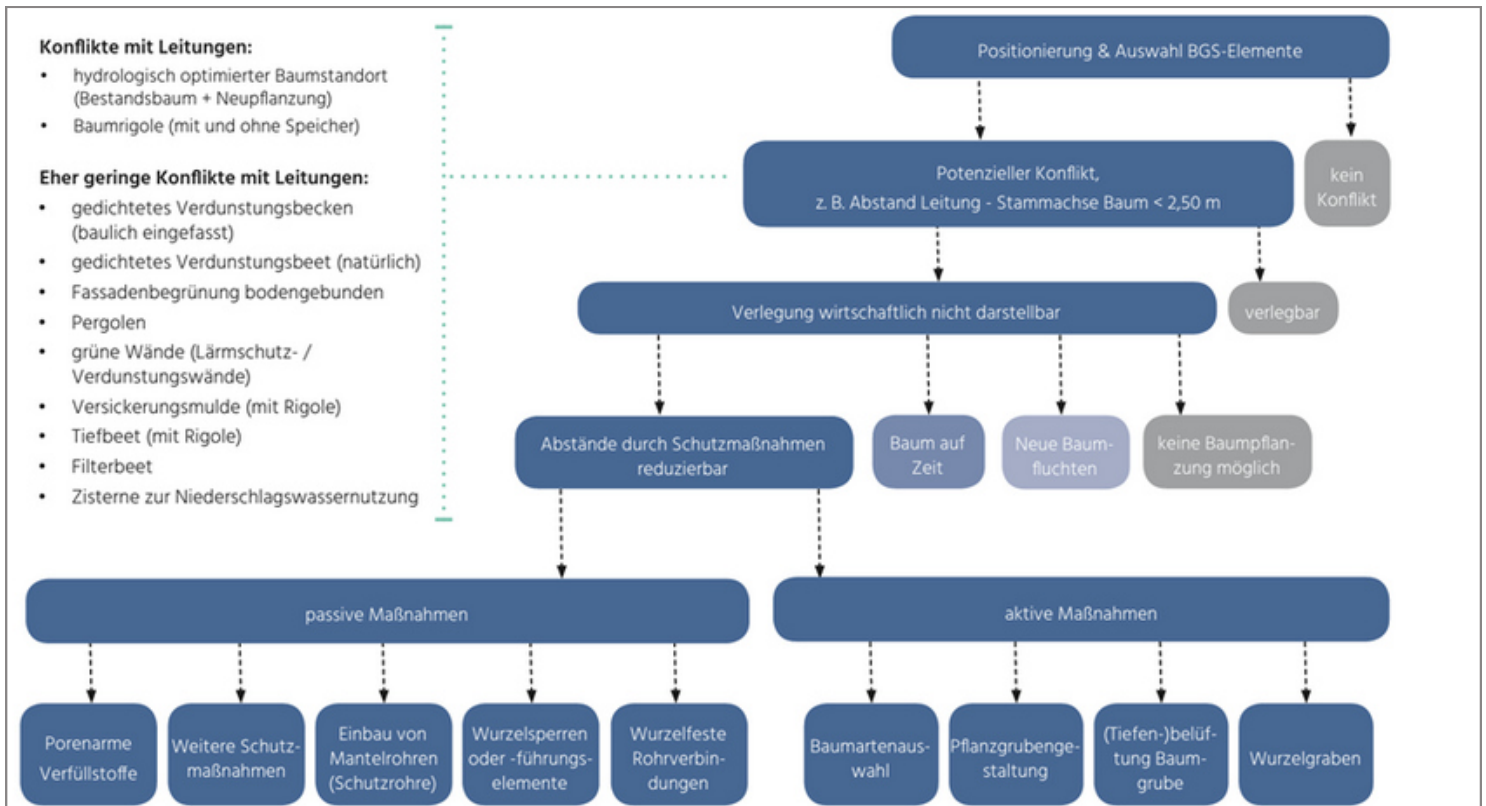 Konflikte mit Leitungen:
• hydrologisch optimierter Baumstandort
(Bestandsbaum + Neupflanzung)
• Baumrigole (mit und ohne Speicher)
Eher geringe Konflikte mit Leitungen:
• gedichtetes Verdunstungsbecken
(baulich eingefasst)
• gedichtetes Verdunstungsbeet (natürlich)
• Fassadenbegrünung bodengebunden
• Pergolen
• grüne Wände (Lärmschutz- /
Verdunstungswände)
• Versickerungsmulde (mit Rigole)
• Tiefbeet (mit Rigole)
• Filterbeet
• Zisterne zur Niederschlagswassernutzung
Positionierung & Auswahl BGS-Elemente
Potenzieller Konflikt,
z. B. Abstand Leitung - Stammachse Baum < 2,50 m
kein
Konflikt
Verlegung wirtschaftlich nicht darstellbar
verlegbar
Abstände durch Schutzmaßnahmen
reduzierbar
Baum auf
Zeit
Neue Baum-
fluchten
keine Baumpflan-
zung möglich
passive Maßnahmen
aktive Maßnahmen
Porenarme
Verfüllstoffe
Weitere Schutz-
maßnahmen
Einbau von
Mantelrohren
(Schutzrohre)
Wurzelsperren
oder -führungs-
elemente
Wurzelfeste
Rohrverbin-
dungen
Baumartenaus-
wahl
Pflanzgrubenge-
staltung
(Tiefen-)belüf-
tung Baum-
grube
Wurzelgraben